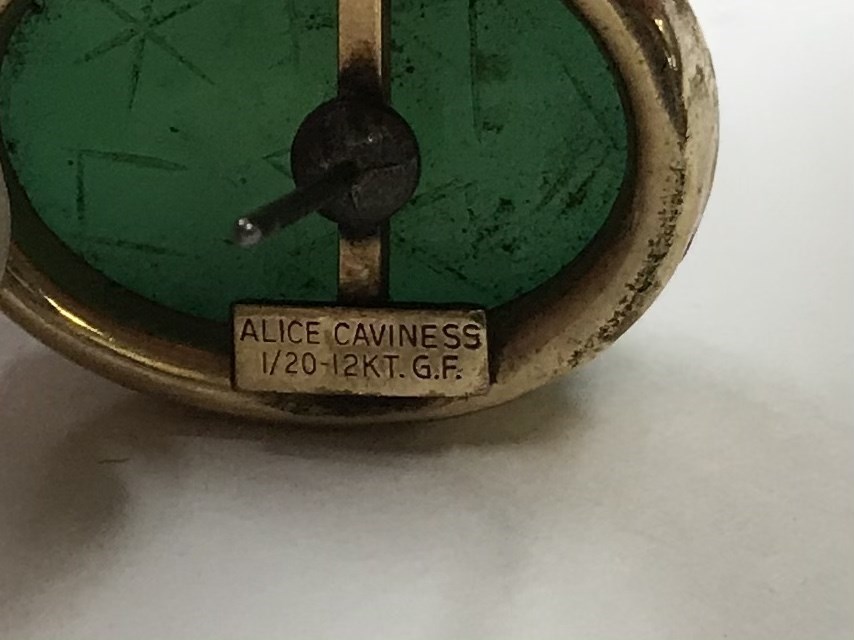 ALICE CAVINESS
1/20-12KT. G.F.